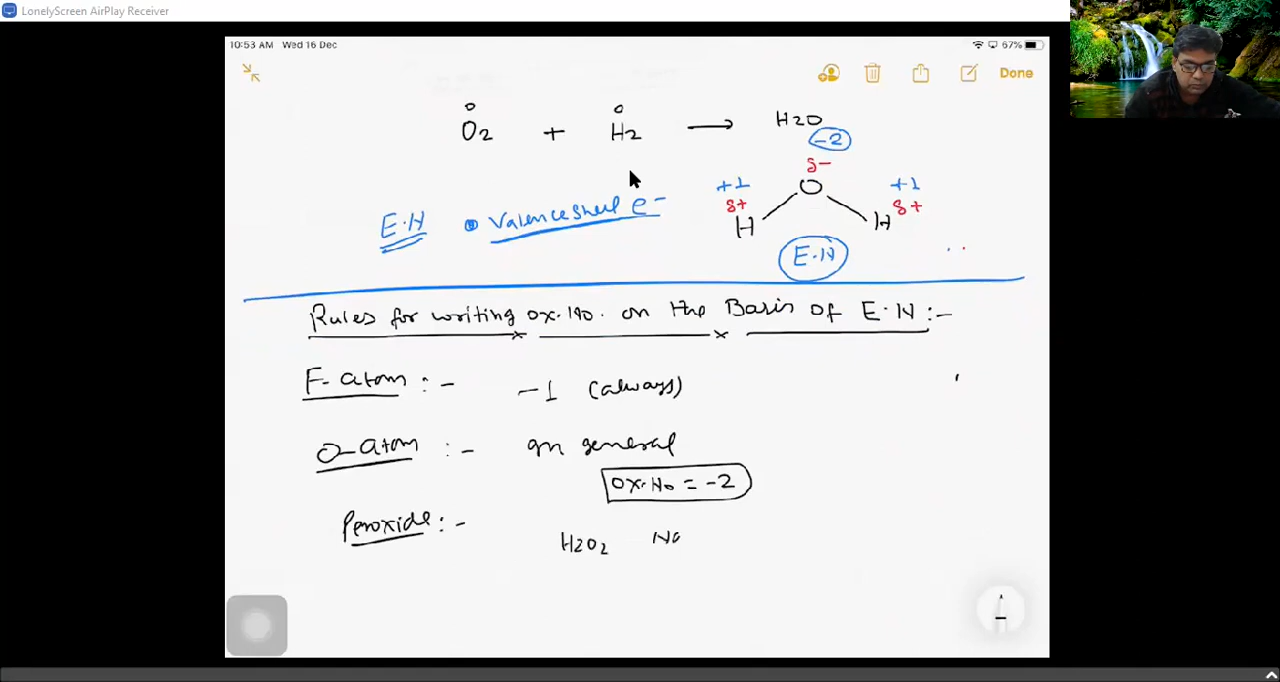 LonelyScreen AirPlay Receiver
10:53 AM Wed 16 Dec
67%
Done
O2 + H2 → H2O
-2
δ-
+1 O +1
δ+ δ+
H H
E.N • Valence shell e-
E.N
Rules for writing ox.No. on the Basis of E.N :-
F-atom :- -1 (always)
O-atom :- gn general
OX.No = -2
Peroxide :-
H2O2 Na